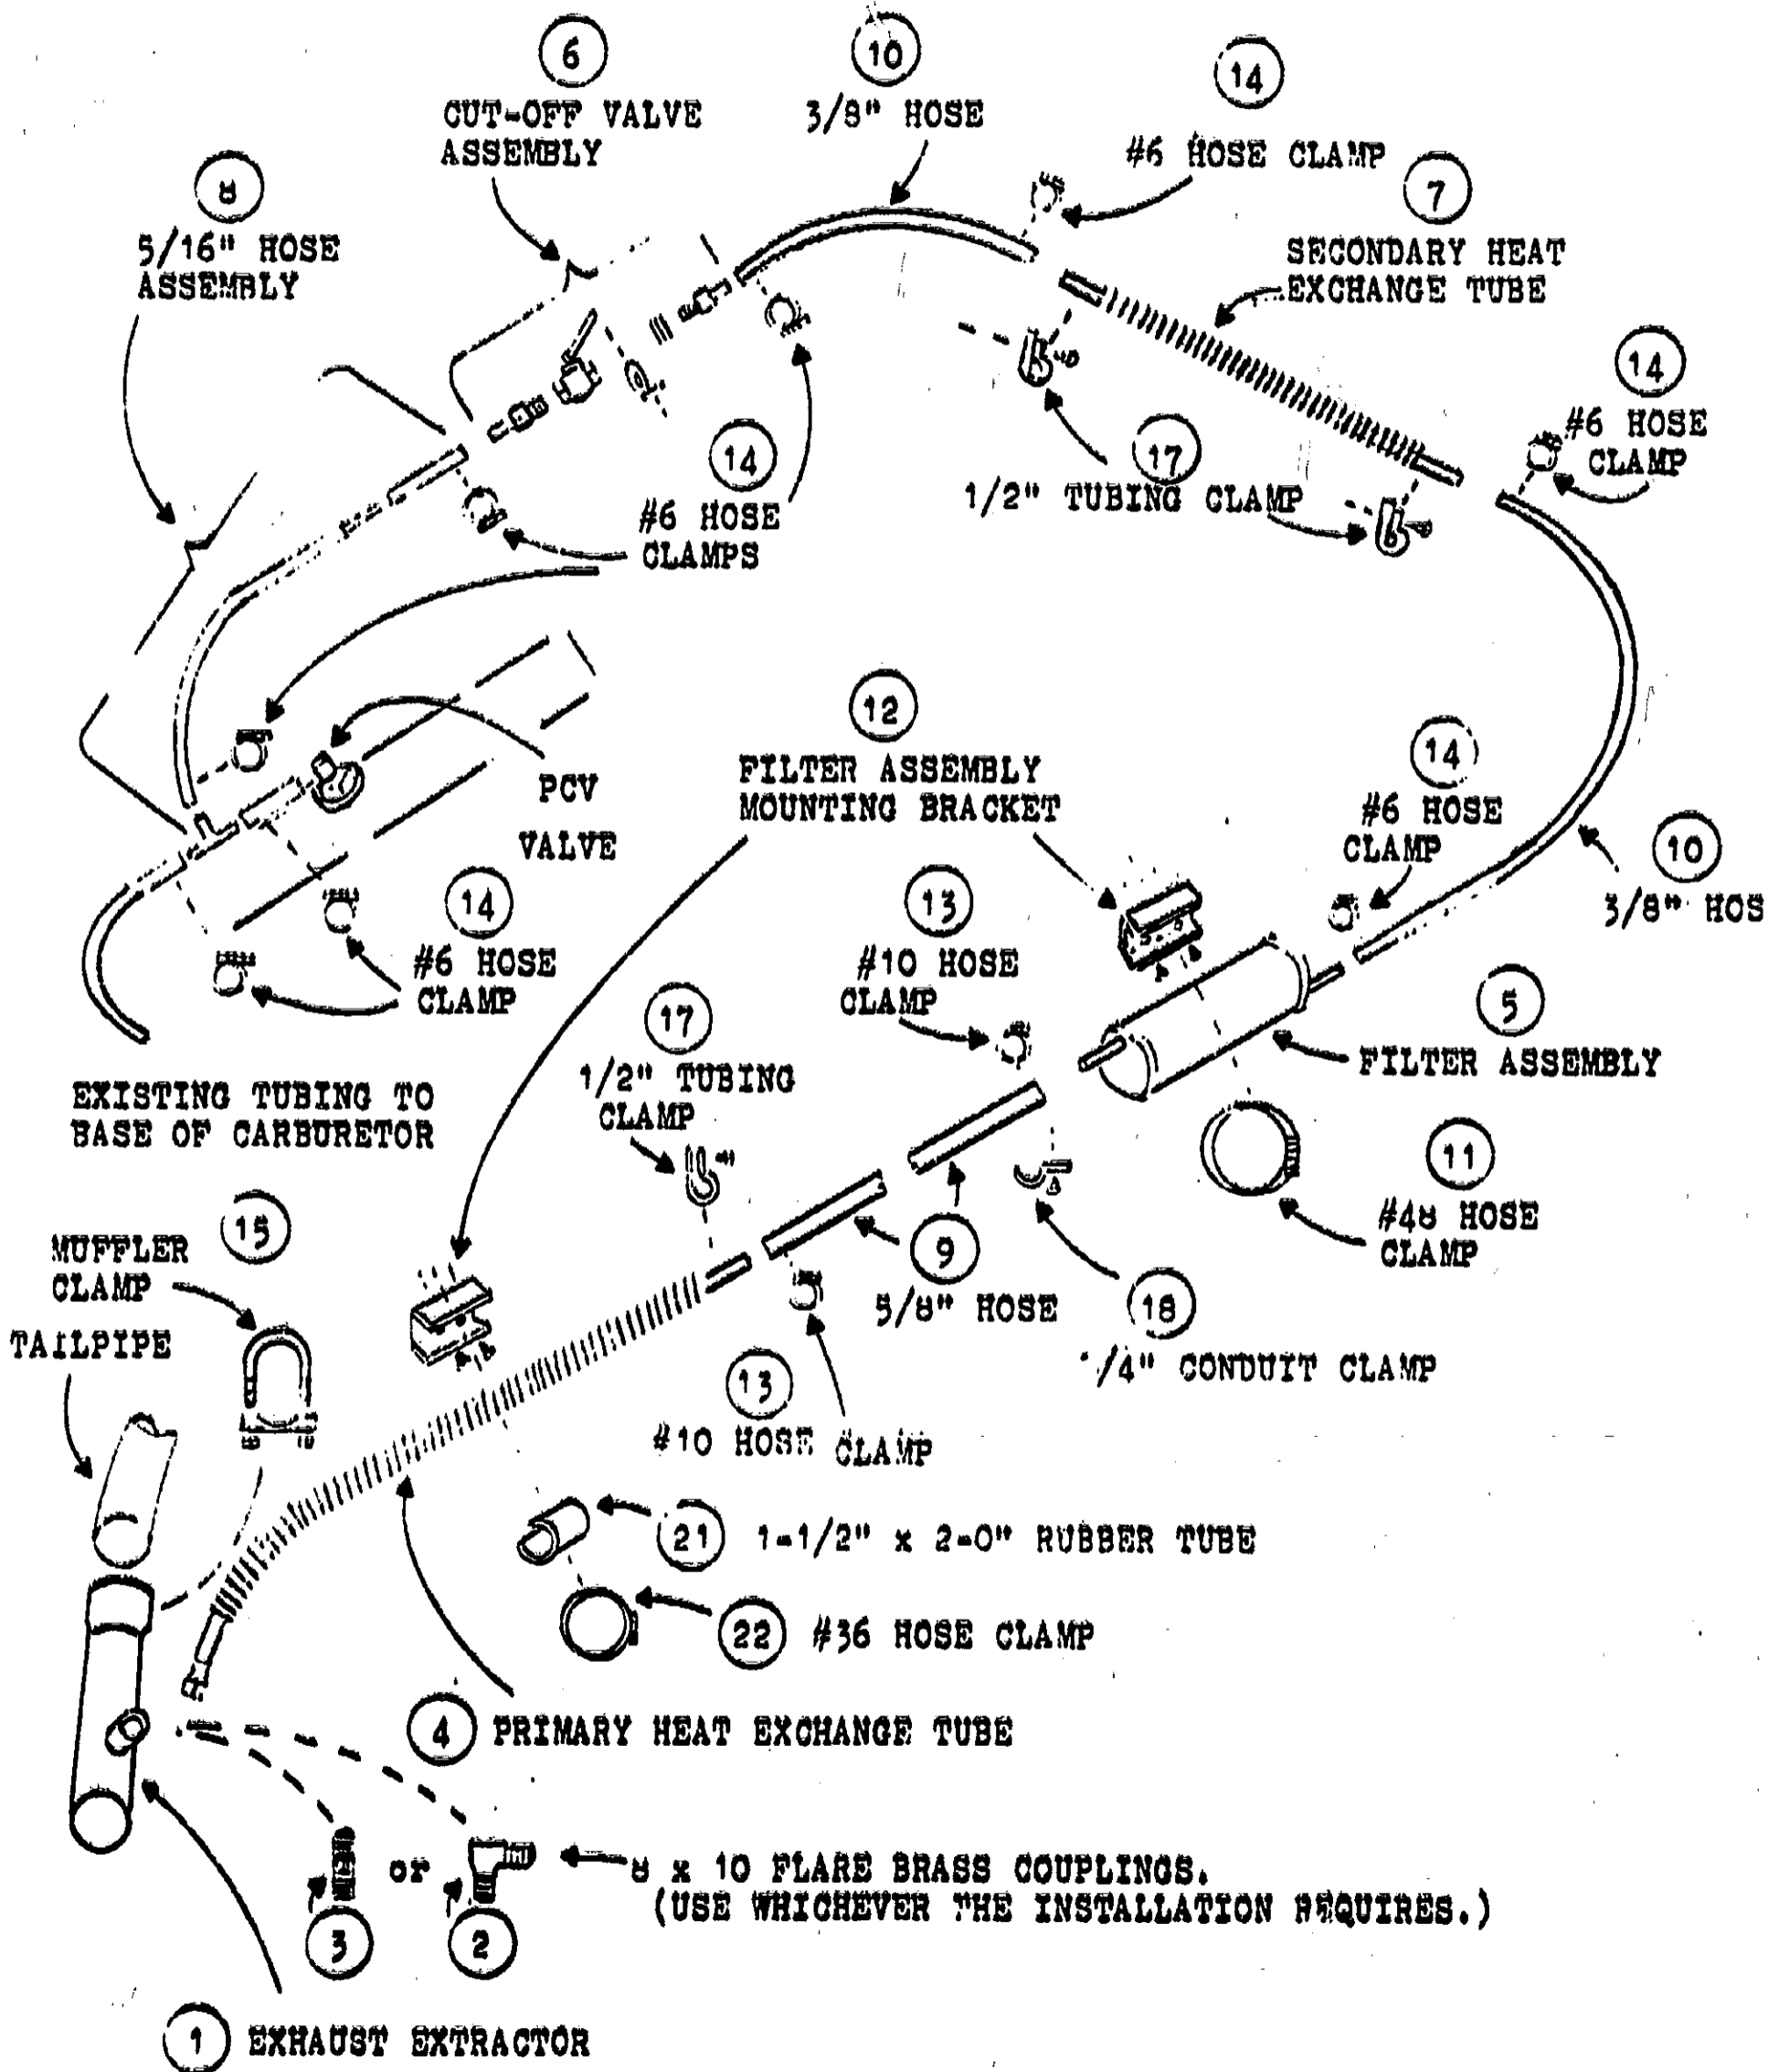 6
CUT-OFF VALVE
ASSEMBLY
10
3/8" HOSE
14
#6 HOSE CLAMP
8
5/16" HOSE
ASSEMBLY
7
SECONDARY HEAT
EXCHANGE TUBE
14
#6 HOSE
CLAMP
14
#6 HOSE
CLAMPS
17
1/2" TUBING CLAMP
PCV
VALVE
12
FILTER ASSEMBLY
MOUNTING BRACKET
14
#6 HOSE
CLAMP
10
3/8" HOS
14
#6 HOSE
CLAMP
13
#10 HOSE
CLAMP
5
FILTER ASSEMBLY
EXISTING TUBING TO
BASE OF CARBURETOR
17
1/2" TUBING
CLAMP
11
#48 HOSE
CLAMP
15
MUFFLER
CLAMP
TAILPIPE
9
5/8" HOSE
18
/4" CONDUIT CLAMP
13
#10 HOSE CLAMP
21 1-1/2" x 2-0" RUBBER TUBE
22 #36 HOSE CLAMP
4 PRIMARY HEAT EXCHANGE TUBE
or
8 x 10 FLARE BRASS COUPLINGS.
(USE WHICHEVER THE INSTALLATION REQUIRES.)
3
2
1 EXHAUST EXTRACTOR